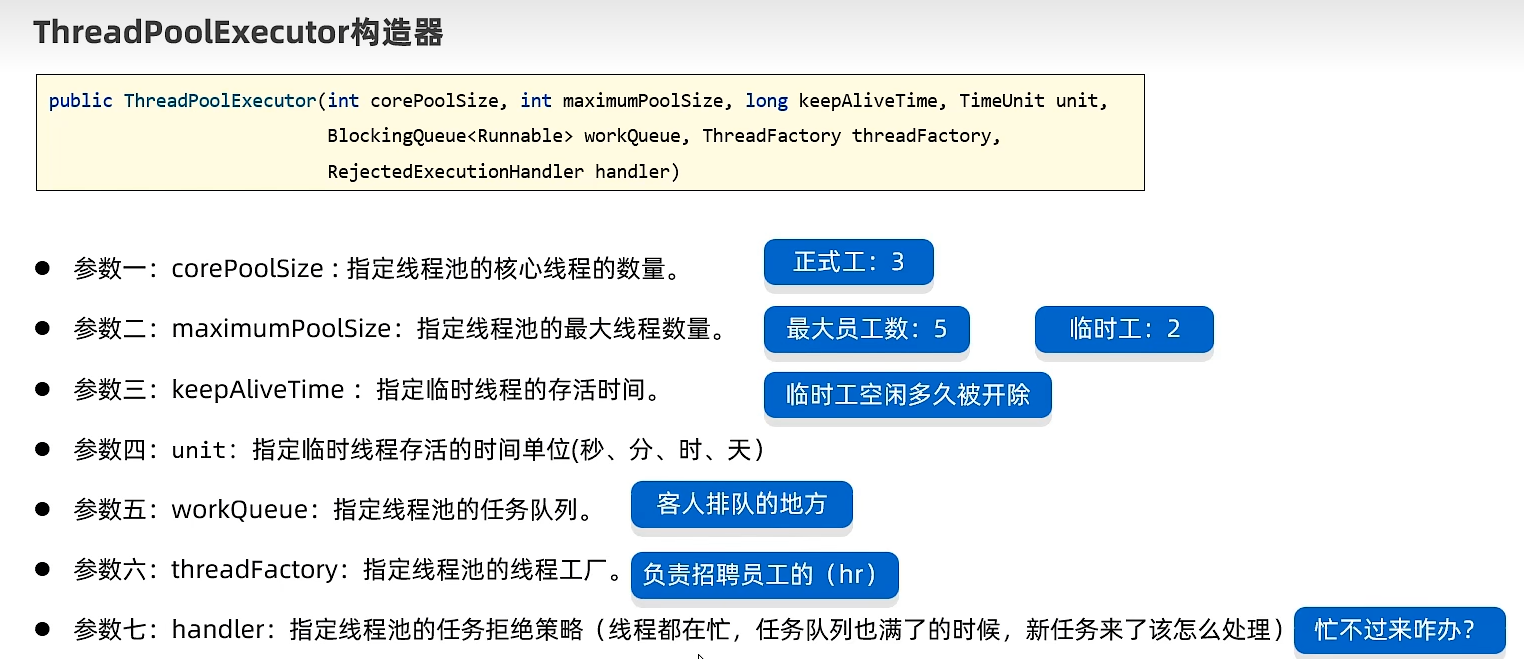 ThreadPoolExecutor构造器
public ThreadPoolExecutor(int corePoolSize, int maximumPoolSize, long keepAliveTime, TimeUnit unit,
BlockingQueue<Runnable> workQueue, ThreadFactory threadFactory,
RejectedExecutionHandler handler)
● 参数一：corePoolSize : 指定线程池的核心线程的数量。 正式工：3
● 参数二：maximumPoolSize：指定线程池的最大线程数量。 最大员工数：5 临时工：2
● 参数三：keepAliveTime ：指定临时线程的存活时间。 临时工空闲多久被开除
● 参数四：unit：指定临时线程存活的时间单位(秒、分、时、天）
● 参数五：workQueue：指定线程池的任务队列。 客人排队的地方
● 参数六：threadFactory：指定线程池的线程工厂。 负责招聘员工的（hr）
● 参数七：handler：指定线程池的任务拒绝策略（线程都在忙，任务队列也满了的时候，新任务来了该怎么处理） 忙不过来咋办？